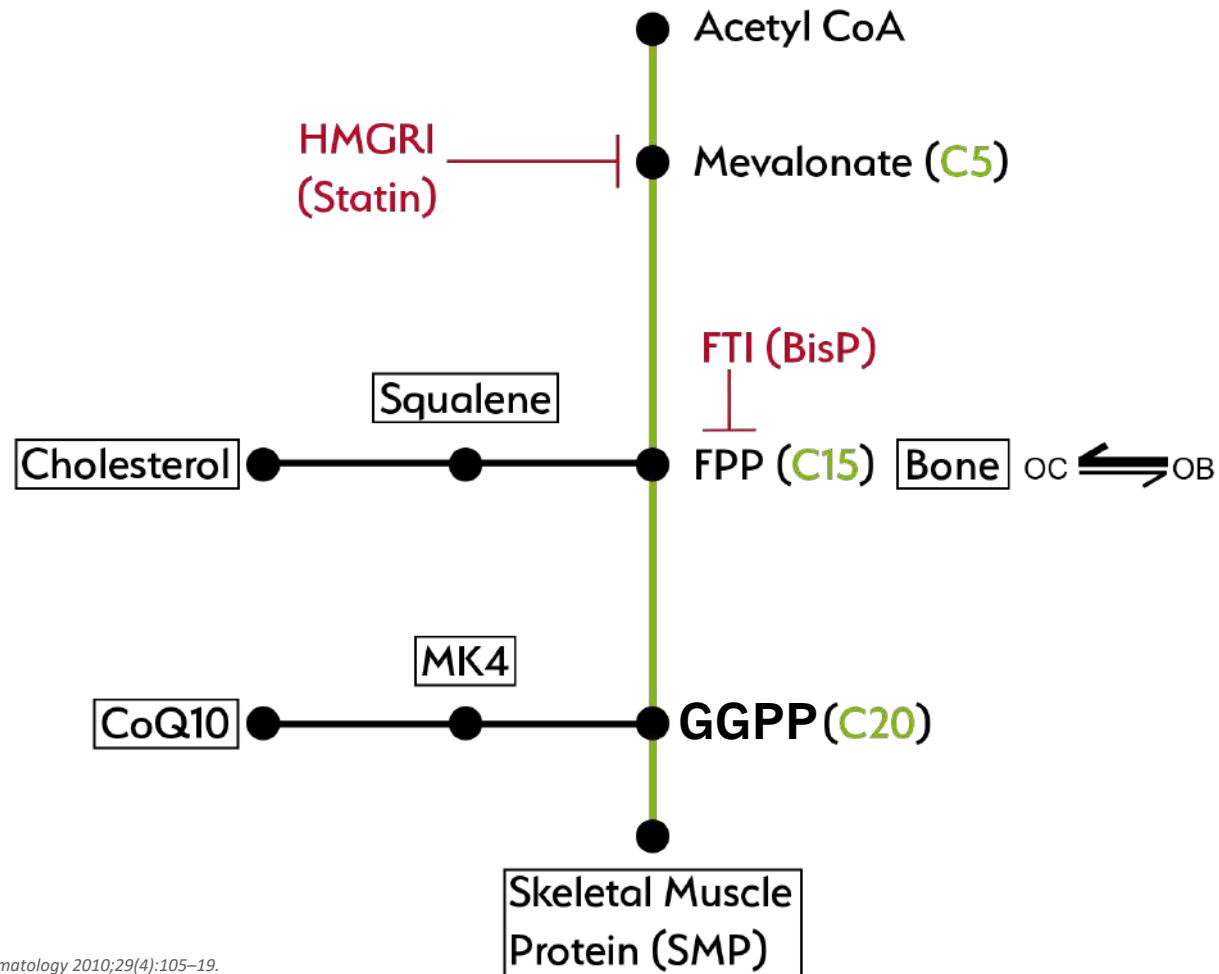 Acetyl CoA
HMGRI
(Statin)
Mevalonate (C5)
FTI (BisP)
Squalene
Cholesterol
FPP (C15)
Bone
OC
OB
MK4
CoQ10
GGPP (C20)
Skeletal Muscle
Protein (SMP)
matology 2010;29(4):105–19.